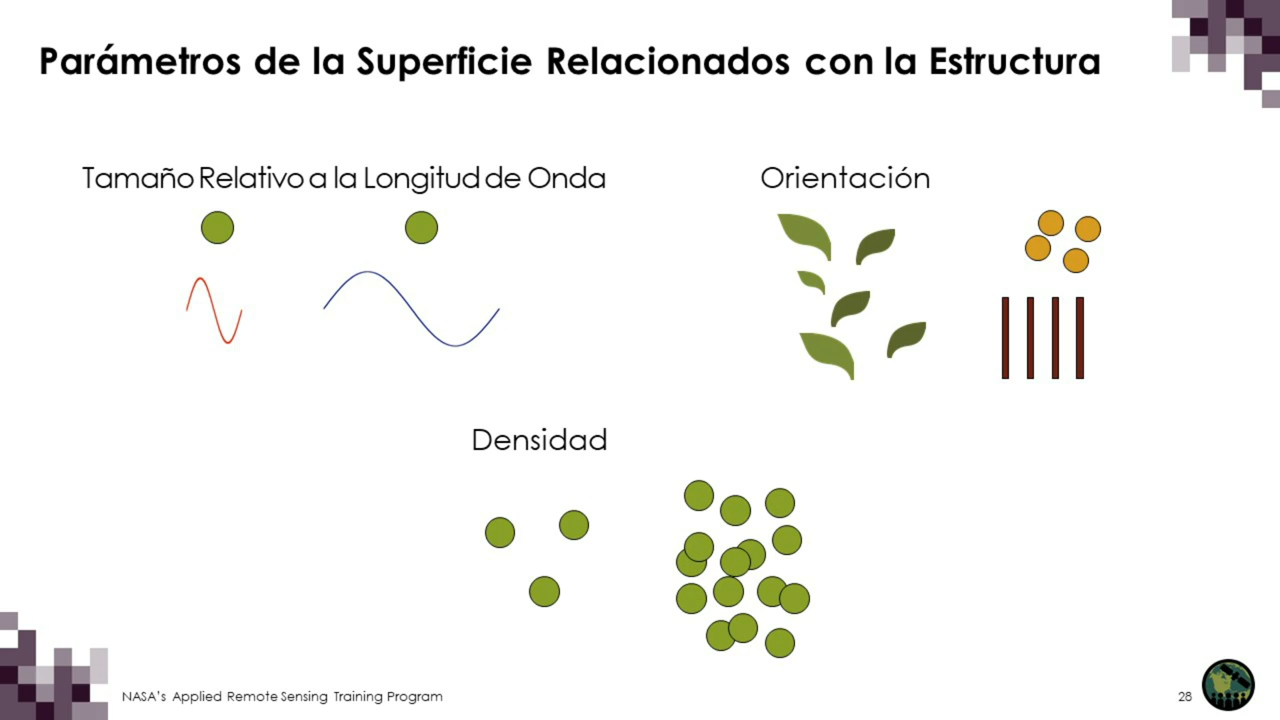 Parámetros de la Superficie Relacionados con la Estructura
Tamaño Relativo a la Longitud de Onda
Orientación
Densidad
NASA's Applied Remote Sensing Training Program
28